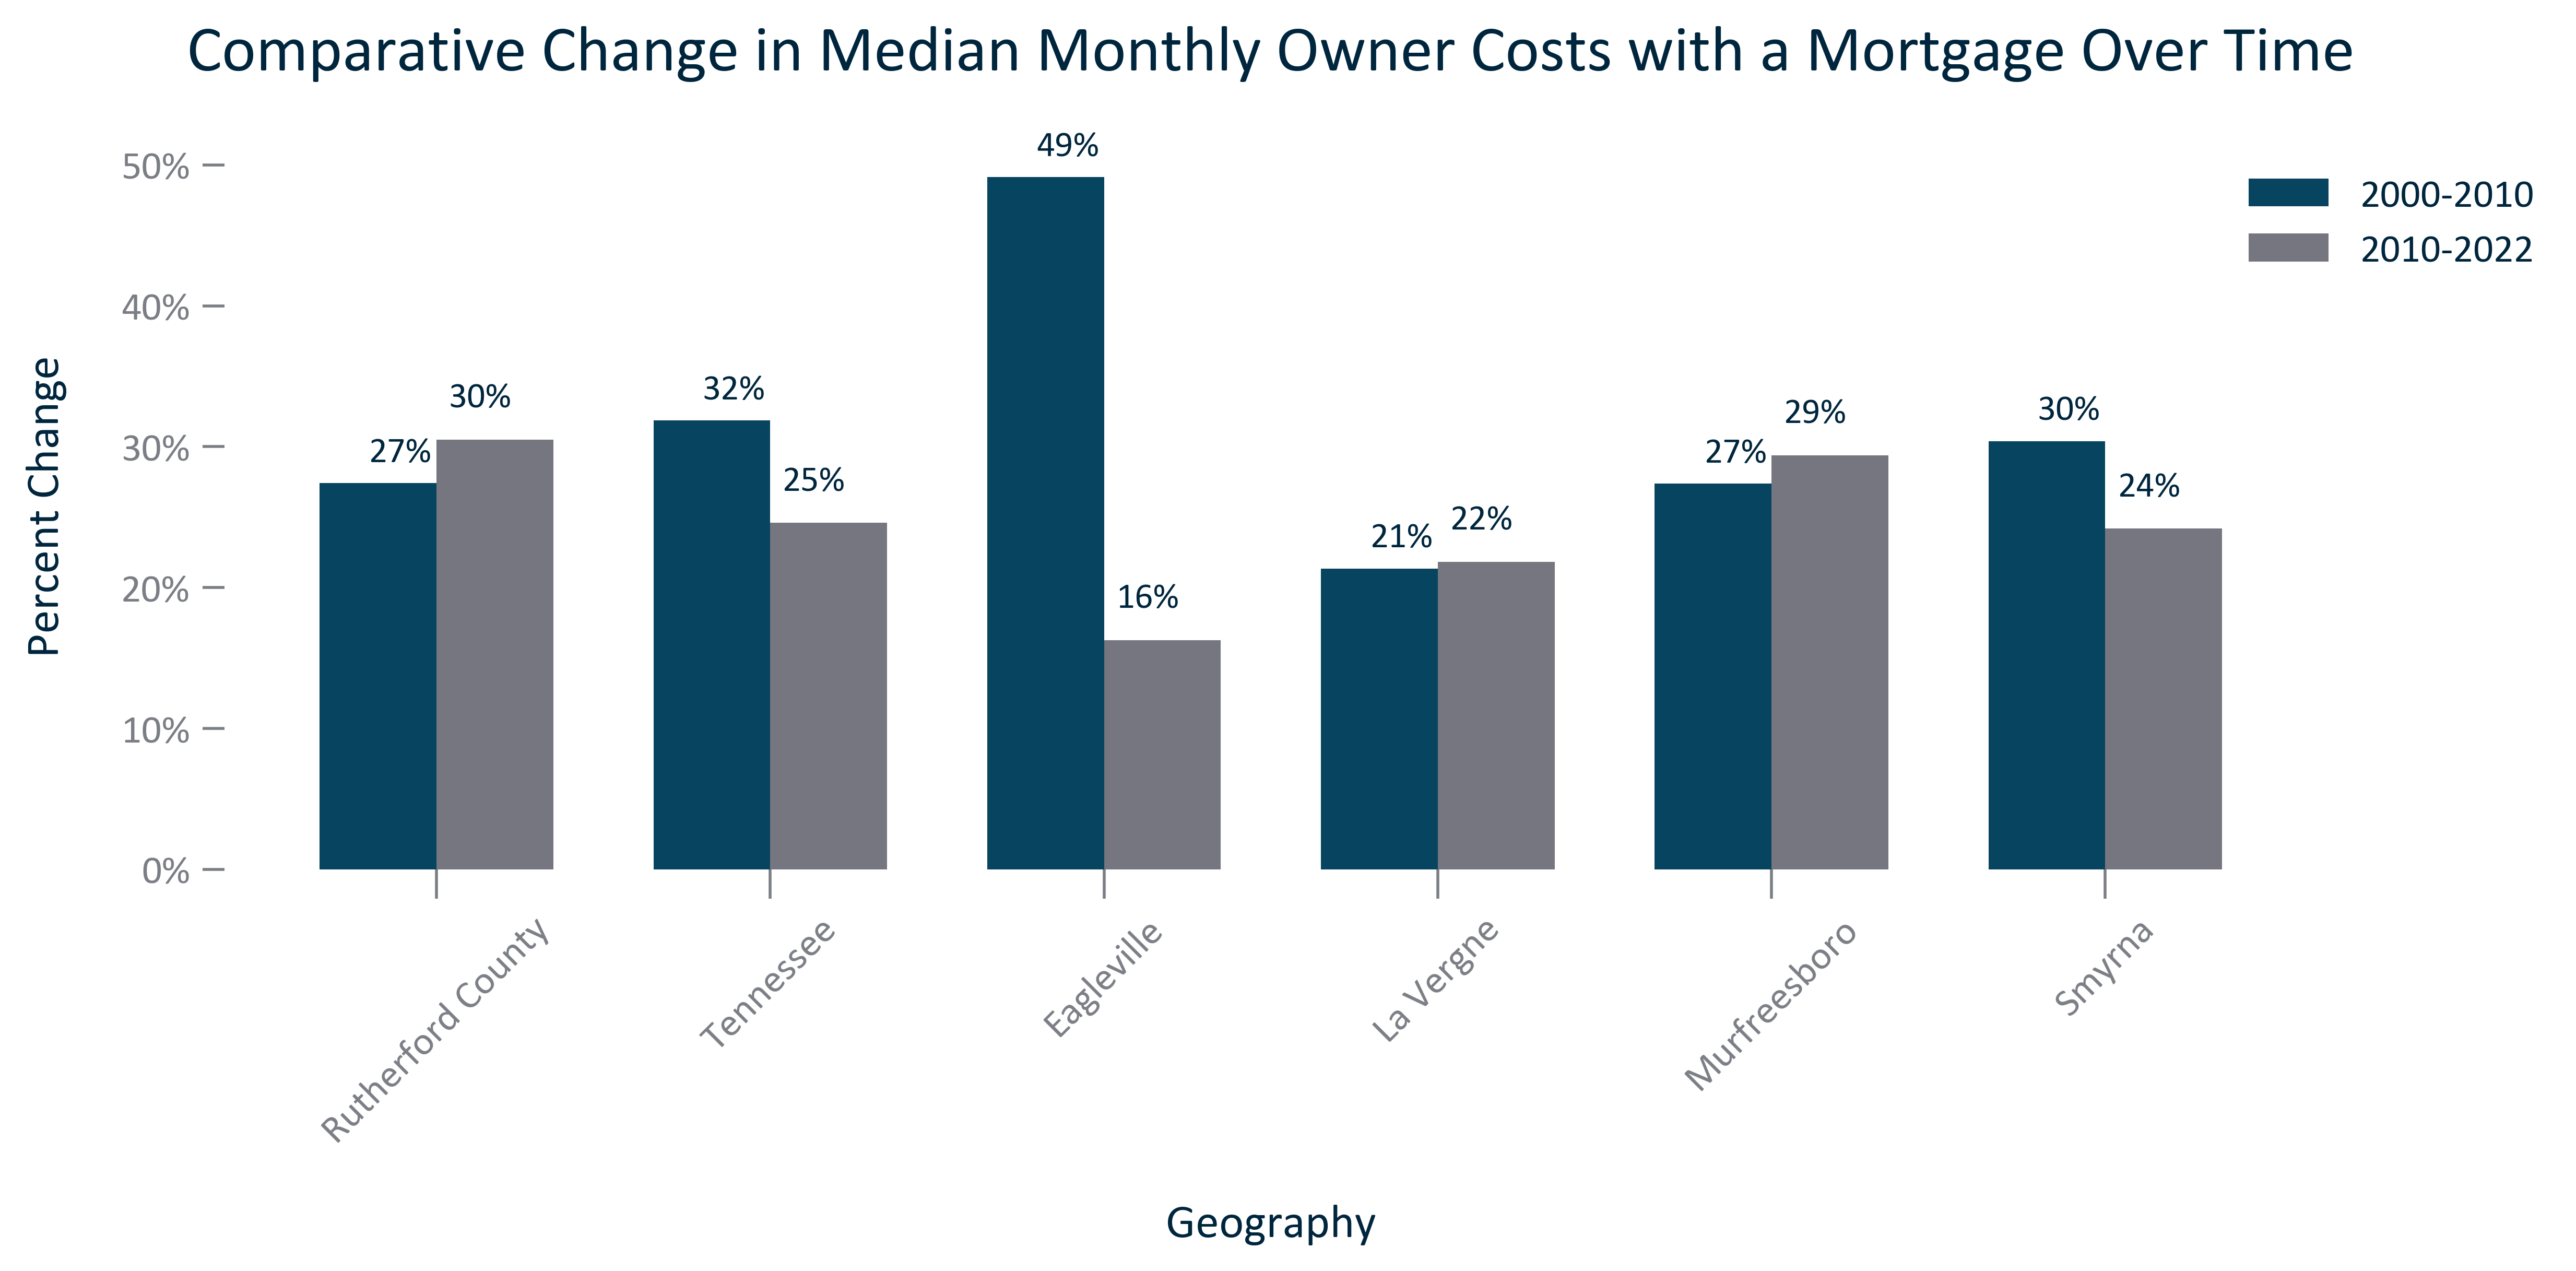 Comparative Change in Median Monthly Owner Costs with a Mortgage Over Time
49%
50%
2000-2010
2010-2022
40%
Percent Change
32%
30%
29%
30%
30%
27%
27%
25%
24%
22%
21%
20%
16%
10%
0%
Rutherford County
Tennessee
Eagleville
La Vergne
Murfreesboro
Smyrna
Geography